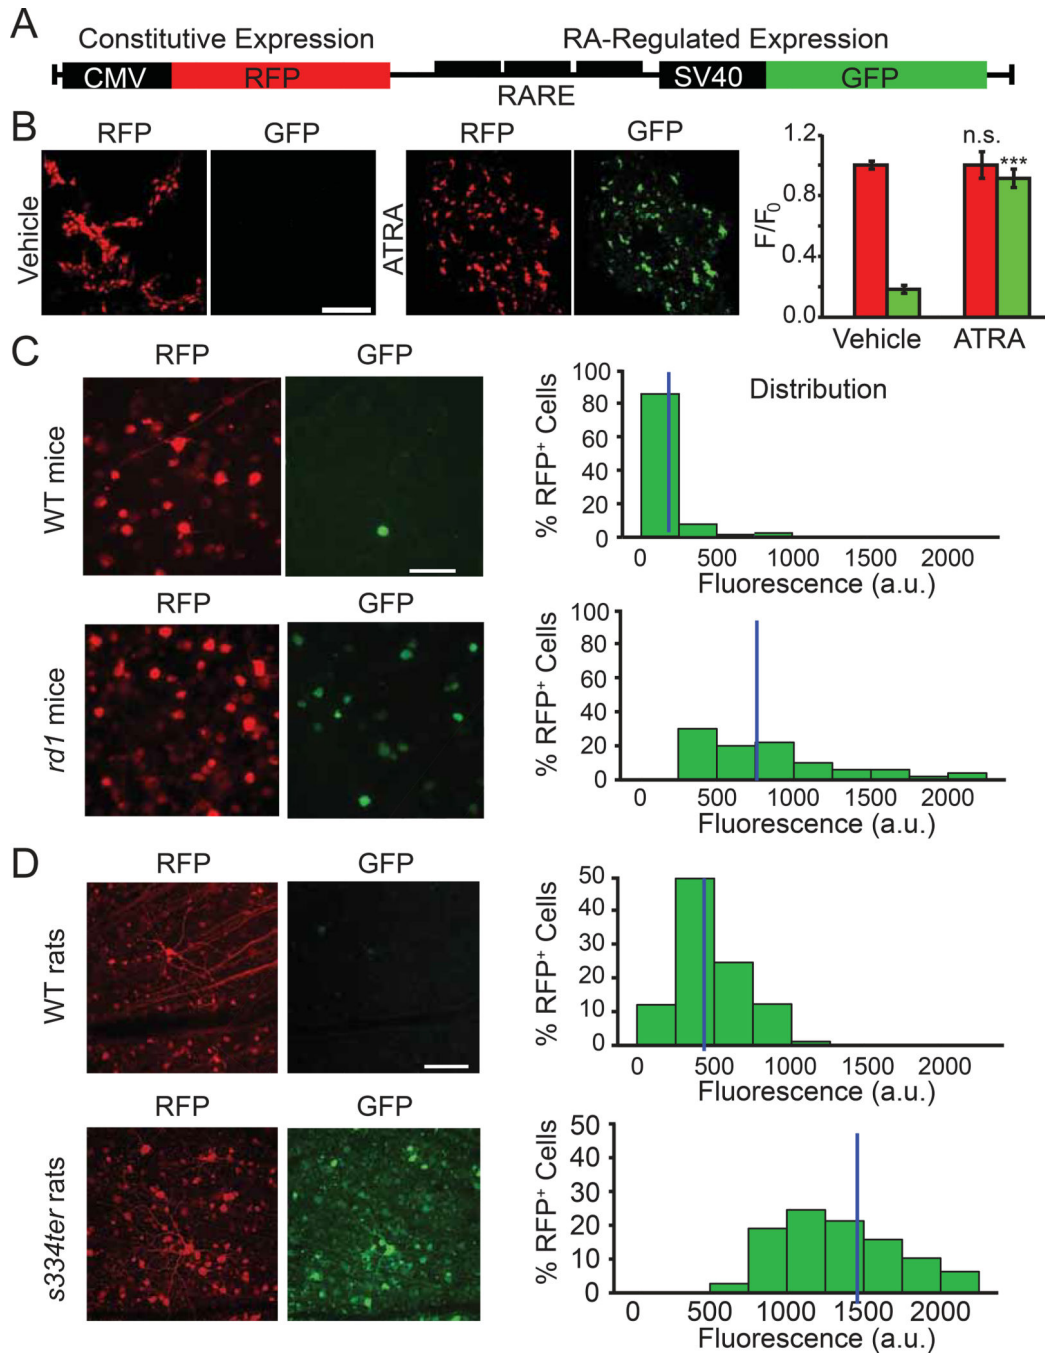 A
Constitutive Expression
RA-Regulated Expression
CMV
RFP
RARE
SV40
GFP
B
RFP
GFP
RFP
GFP
Vehicle
ATRA
F/F0
1.2
0.8
0.4
0.0
n.s.
***
Vehicle
ATRA
C
RFP
GFP
WT mice
Distribution
% RFP+ Cells
100
80
60
40
20
0
0 500 1000 1500 2000
Fluorescence (a.u.)
RFP
GFP
rd1 mice
% RFP+ Cells
100
80
60
40
20
0
0 500 1000 1500 2000
Fluorescence (a.u.)
D
RFP
GFP
WT rats
% RFP+ Cells
50
40
30
20
10
0
0 500 1000 1500 2000
Fluorescence (a.u.)
RFP
GFP
s334ter rats
% RFP+ Cells
50
40
30
20
10
0
0 500 1000 1500 2000
Fluorescence (a.u.)